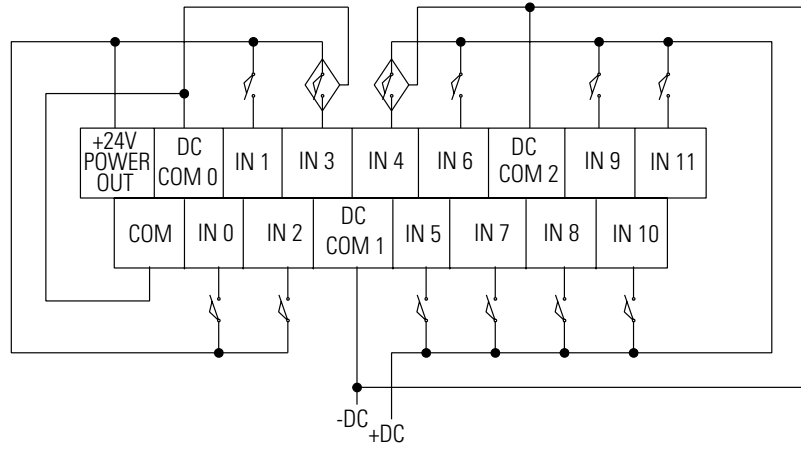 +24V
POWER
OUT
DC
COM 0
IN 1
IN 3
IN 4
IN 6
DC
COM 2
IN 9
IN 11
COM
IN 0
IN 2
DC
COM 1
IN 5
IN 7
IN 8
IN 10
-DC
+DC